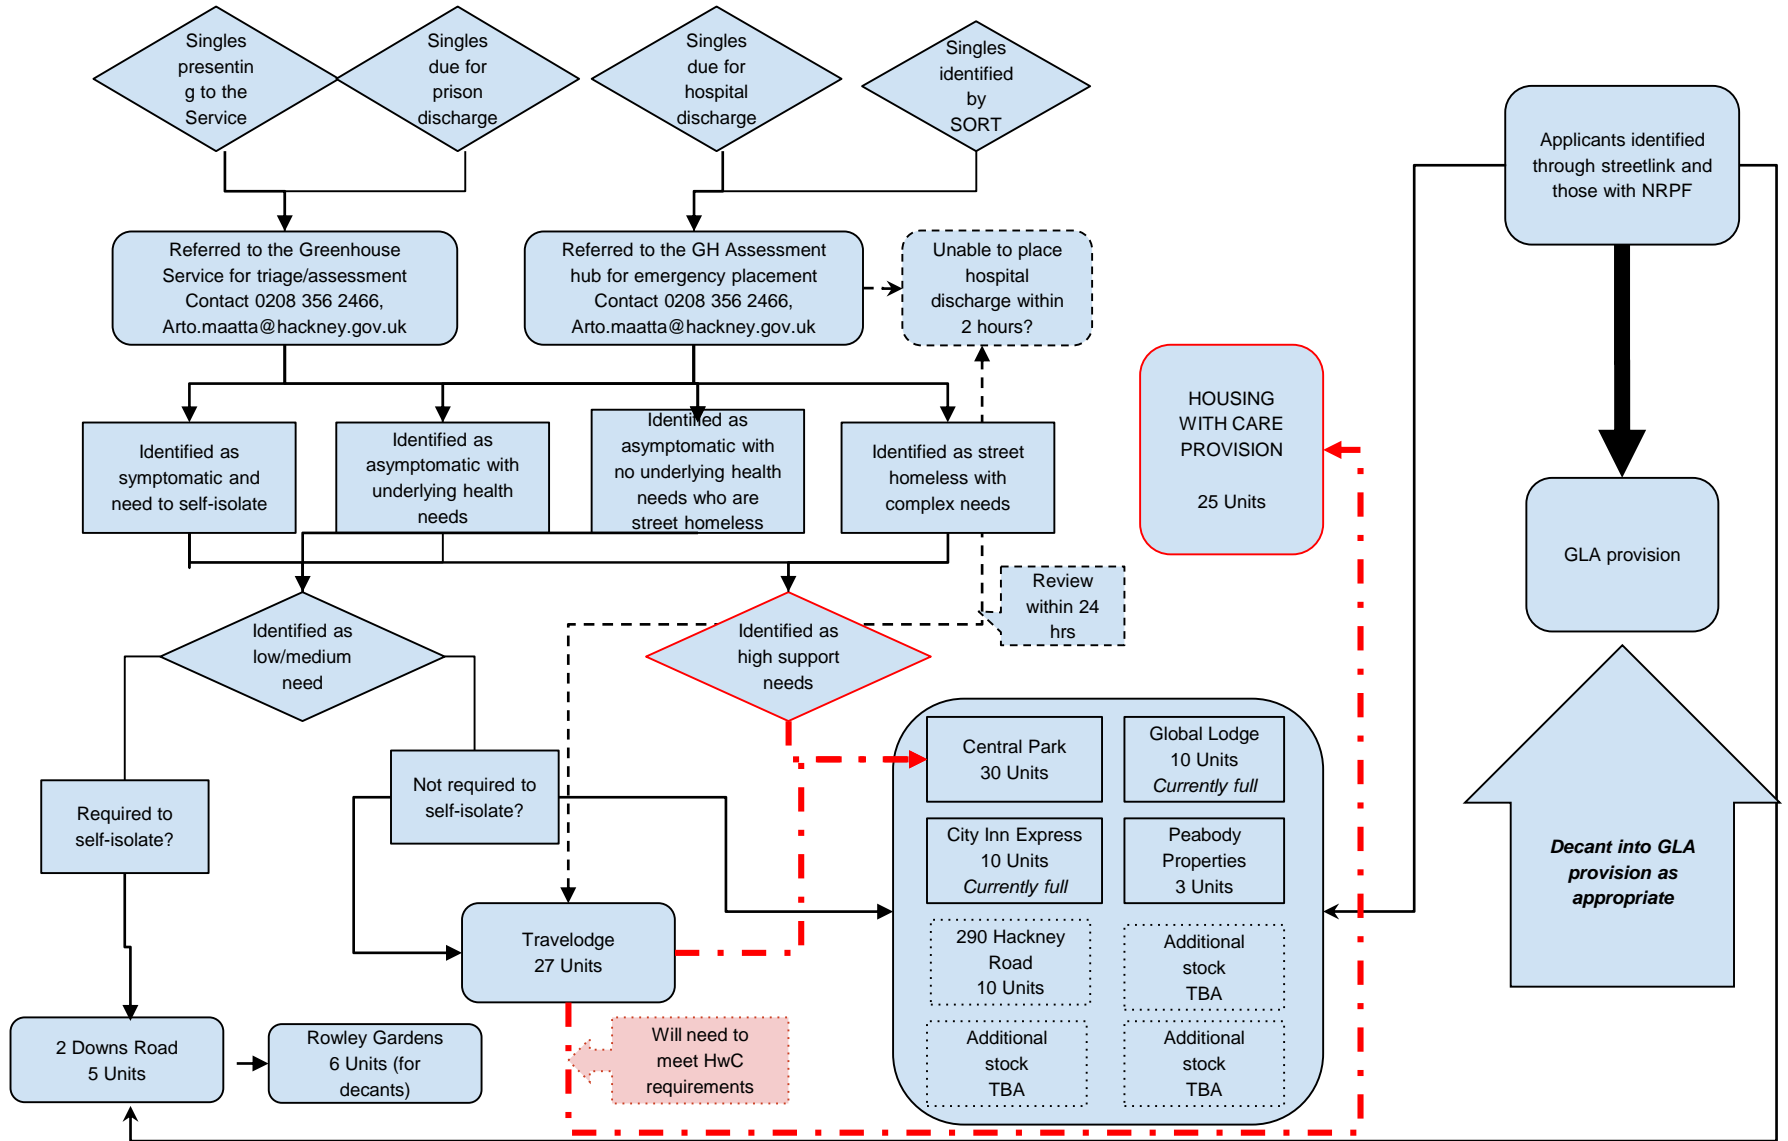 Singles
presentin
g to the
Service
Singles
due for
prison
discharge
Singles
due for
hospital
discharge
Singles
identified
by
SORT
Applicants identified
through streetlink and
those with NRPF
Referred to the Greenhouse
Service for triage/assessment
Contact 0208 356 2466,
Arto.maatta@hackney.gov.uk
Referred to the GH Assessment
hub for emergency placement
Contact 0208 356 2466,
Arto.maatta@hackney.gov.uk
Unable to place
hospital
discharge within
2 hours?
HOUSING
WITH CARE
PROVISION
25 Units
Identified as
symptomatic and
need to self-isolate
Identified as
asymptomatic with
underlying health
needs
Identified as
asymptomatic with
no underlying health
needs who are
street homeless
Identified as street
homeless with
complex needs
GLA provision
Review
within 24
hrs
Identified as
low/medium
need
Identified as
high support
needs
Central Park
30 Units
Global Lodge
10 Units
Currently full
Required to
self-isolate?
Not required to
self-isolate?
City Inn Express
10 Units
Currently full
Peabody
Properties
3 Units
Decant into GLA
provision as
appropriate
Travelodge
27 Units
290 Hackney
Road
10 Units
Additional
stock
TBA
2 Downs Road
5 Units
Rowley Gardens
6 Units (for
decants)
Will need to
meet HwC
requirements
Additional
stock
TBA
Additional
stock
TBA